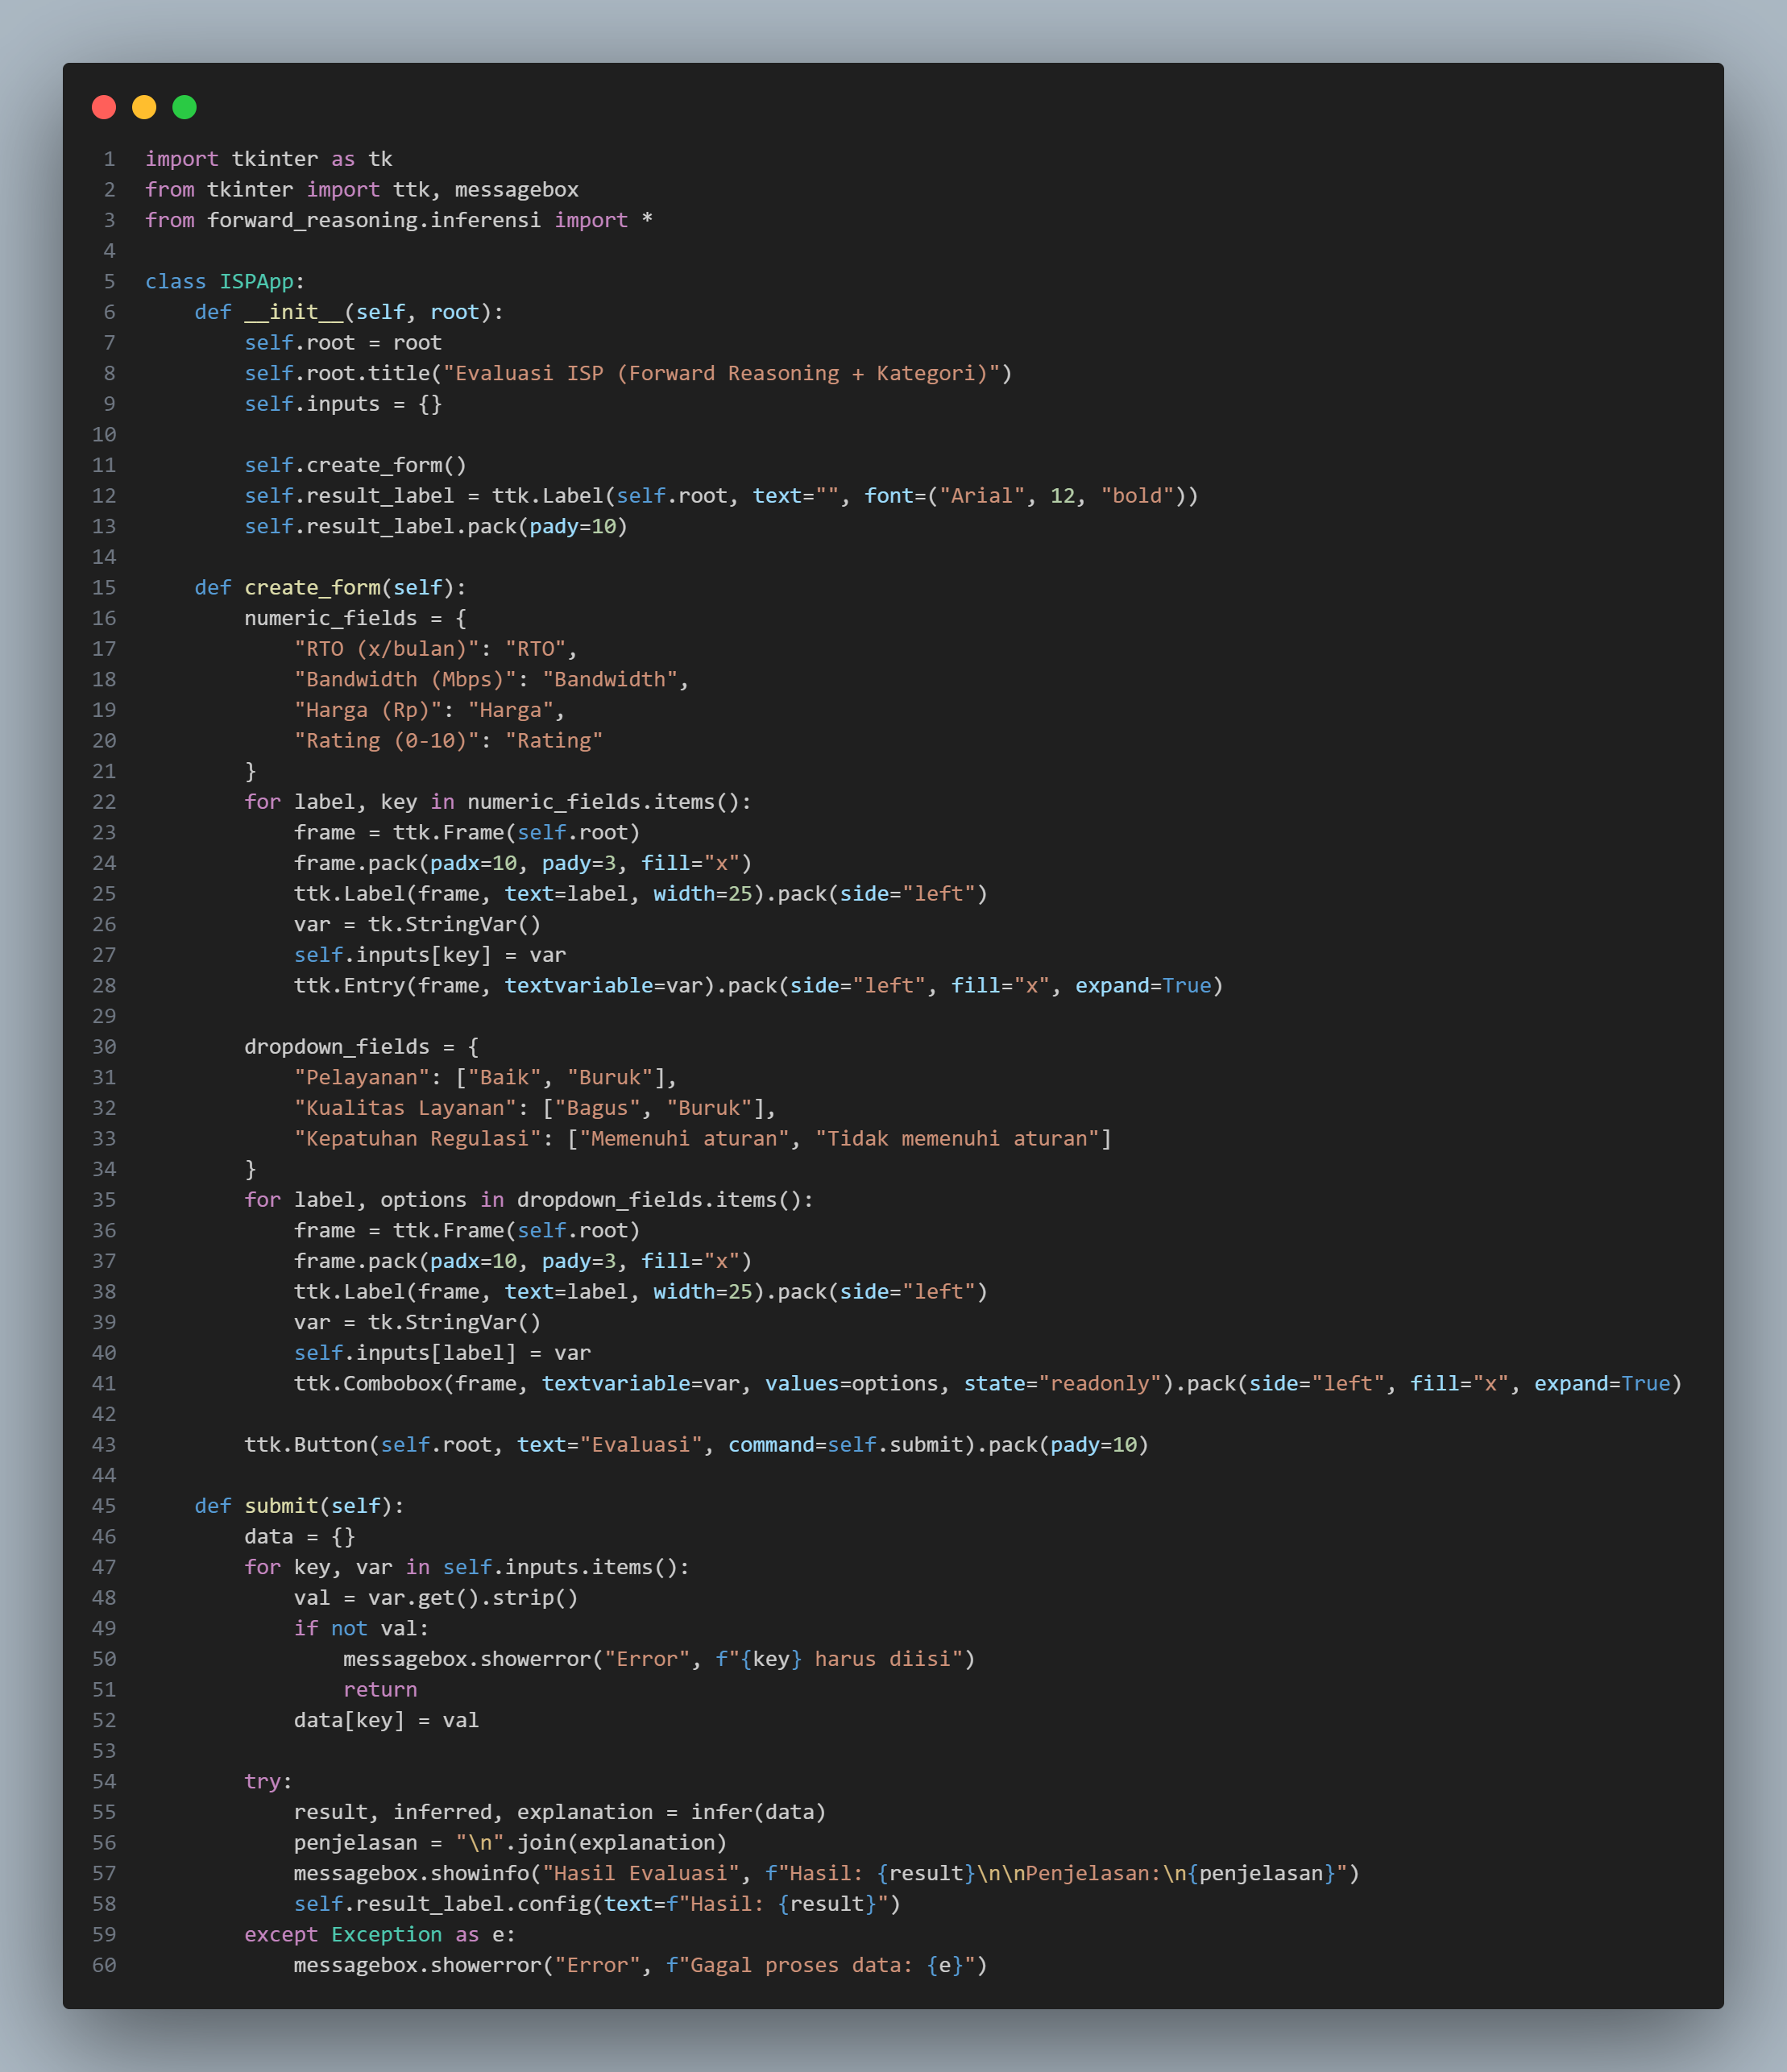 1 import tkinter as tk
2 from tkinter import ttk, messagebox
3 from forward_reasoning.inferensi import *
4
5 class ISPApp:
6     def __init__(self, root):
7         self.root = root
8         self.root.title("Evaluasi ISP (Forward Reasoning + Kategori)")
9         self.inputs = {}
10
11         self.create_form()
12         self.result_label = ttk.Label(self.root, text="", font=("Arial", 12, "bold"))
13         self.result_label.pack(pady=10)
14
15     def create_form(self):
16         numeric_fields = {
17             "RTO (x/bulan)": "RTO",
18             "Bandwidth (Mbps)": "Bandwidth",
19             "Harga (Rp)": "Harga",
20             "Rating (0-10)": "Rating"
21         }
22         for label, key in numeric_fields.items():
23             frame = ttk.Frame(self.root)
24             frame.pack(padx=10, pady=3, fill="x")
25             ttk.Label(frame, text=label, width=25).pack(side="left")
26             var = tk.StringVar()
27             self.inputs[key] = var
28             ttk.Entry(frame, textvariable=var).pack(side="left", fill="x", expand=True)
29
30         dropdown_fields = {
31             "Pelayanan": ["Baik", "Buruk"],
32             "Kualitas Layanan": ["Bagus", "Buruk"],
33             "Kepatuhan Regulasi": ["Memenuhi aturan", "Tidak memenuhi aturan"]
34         }
35         for label, options in dropdown_fields.items():
36             frame = ttk.Frame(self.root)
37             frame.pack(padx=10, pady=3, fill="x")
38             ttk.Label(frame, text=label, width=25).pack(side="left")
39             var = tk.StringVar()
40             self.inputs[label] = var
41             ttk.Combobox(frame, textvariable=var, values=options, state="readonly").pack(side="left", fill="x", expand=True)
42
43         ttk.Button(self.root, text="Evaluasi", command=self.submit).pack(pady=10)
44
45     def submit(self):
46         data = {}
47         for key, var in self.inputs.items():
48             val = var.get().strip()
49             if not val:
50                 messagebox.showerror("Error", f"{key} harus diisi")
51                 return
52             data[key] = val
53
54         try:
55             result, inferred, explanation = infer(data)
56             penjelasan = "\n".join(explanation)
57             messagebox.showinfo("Hasil Evaluasi", f"Hasil: {result}\n\nPenjelasan:\n{penjelasan}")
58             self.result_label.config(text=f"Hasil: {result}")
59         except Exception as e:
60             messagebox.showerror("Error", f"Gagal proses data: {e}")